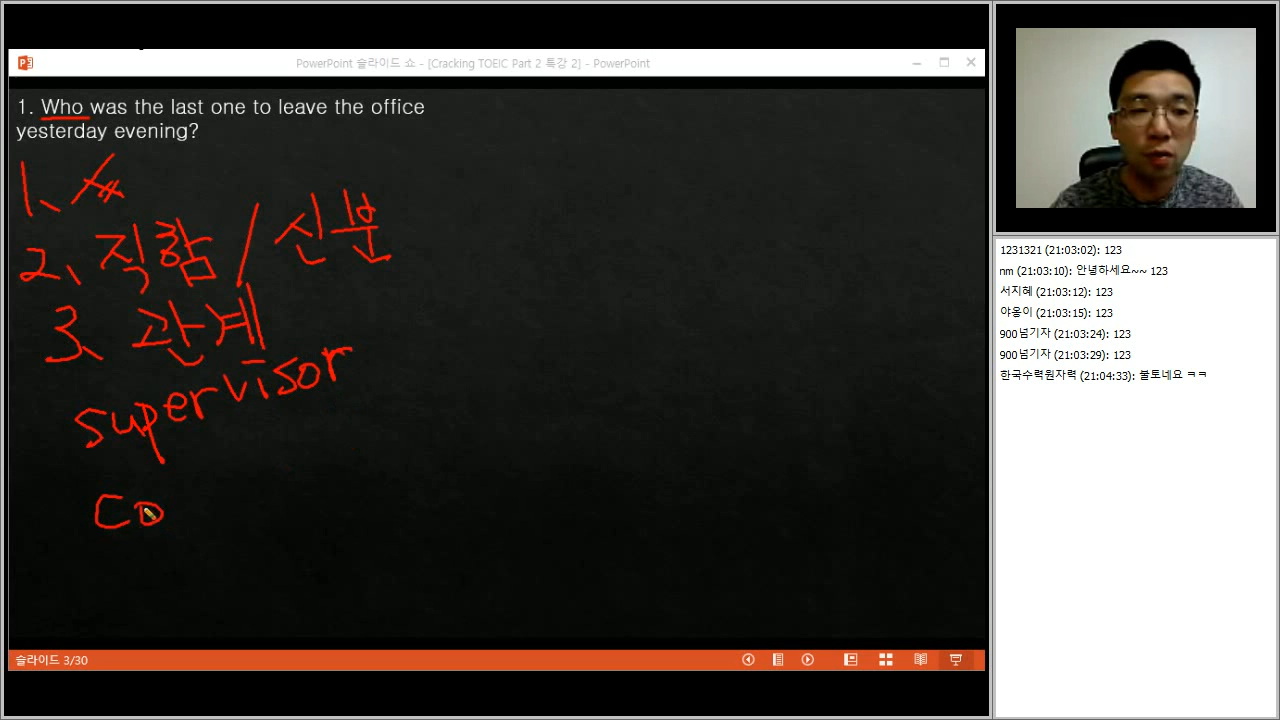 PowerPoint 슬라이드 쇼 - [Cracking TOEIC Part 2 특강 2] - PowerPoint
1. Who was the last one to leave the office
yesterday evening?
1.
2. 직함 / 신분
3. 관계
supervisor
co
슬라이드 3/30
1231321 (21:03:02): 123
nm (21:03:10): 안녕하세요~~ 123
서지혜 (21:03:12): 123
야옹이 (21:03:15): 123
900넘기자 (21:03:24): 123
900넘기자 (21:03:29): 123
한국수력원자력 (21:04:33): 불토네요 ㅋㅋ